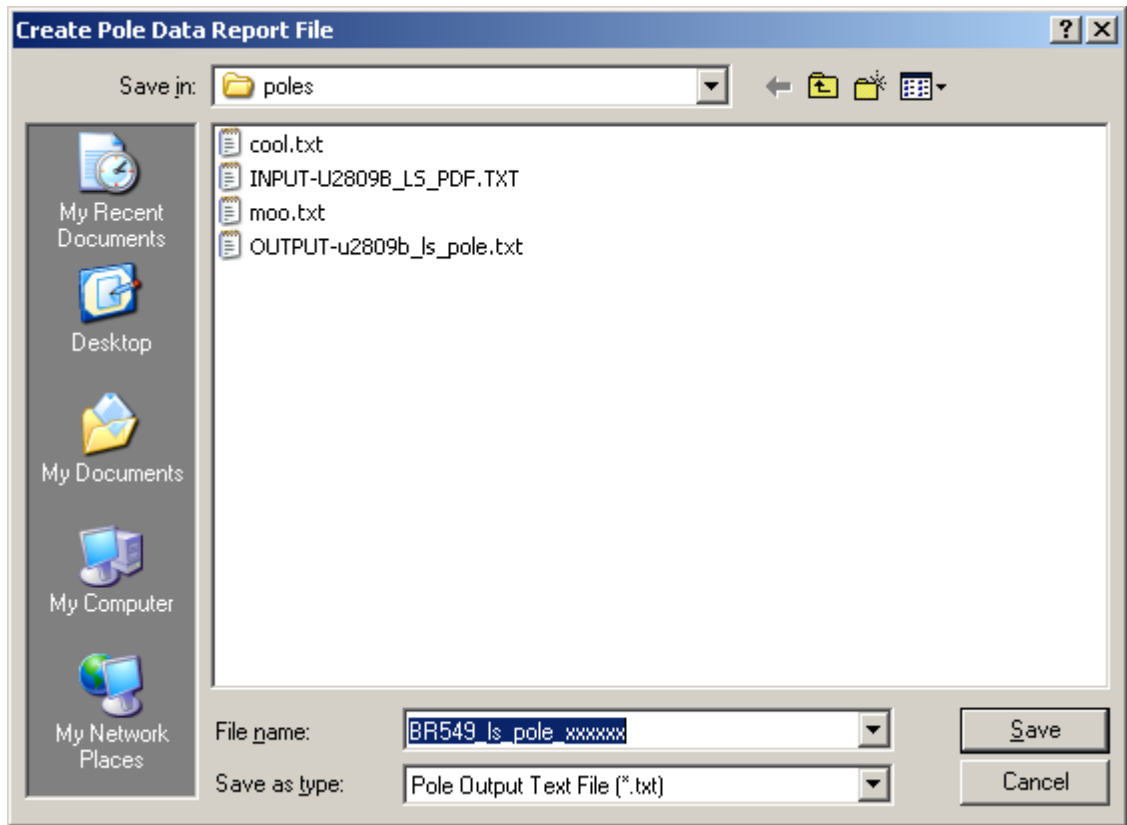 Create Pole Data Report File
Save in:
poles
My Recent
Documents
Desktop
My Documents
My Computer
My Network
Places
cool.txt
INPUT-U2809B_LS_PDF.TXT
moo.txt
OUTPUT-u2809b_ls_pole.txt
File name:
BR549_ls_pole_xxxxxx
Save
Save as type:
Pole Output Text File (*.txt)
Cancel